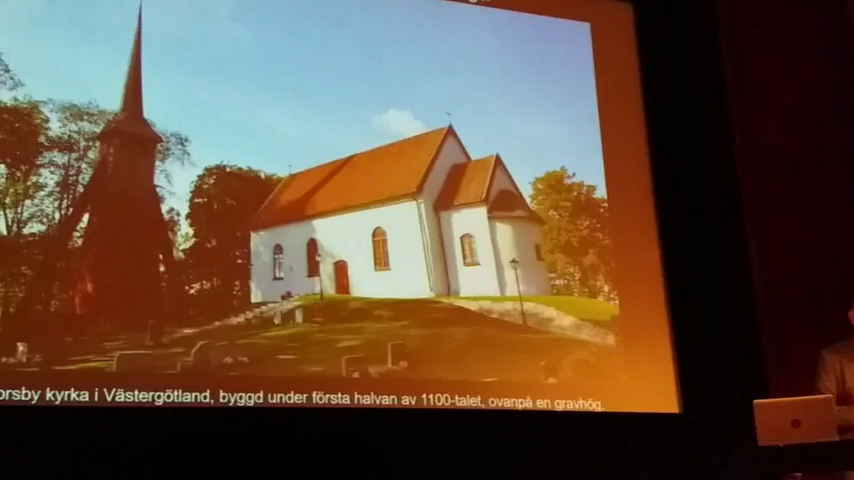 orsby kyrka i Västergötland, byggd under första halvan av 1100-talet, ovanpå en gravhög.